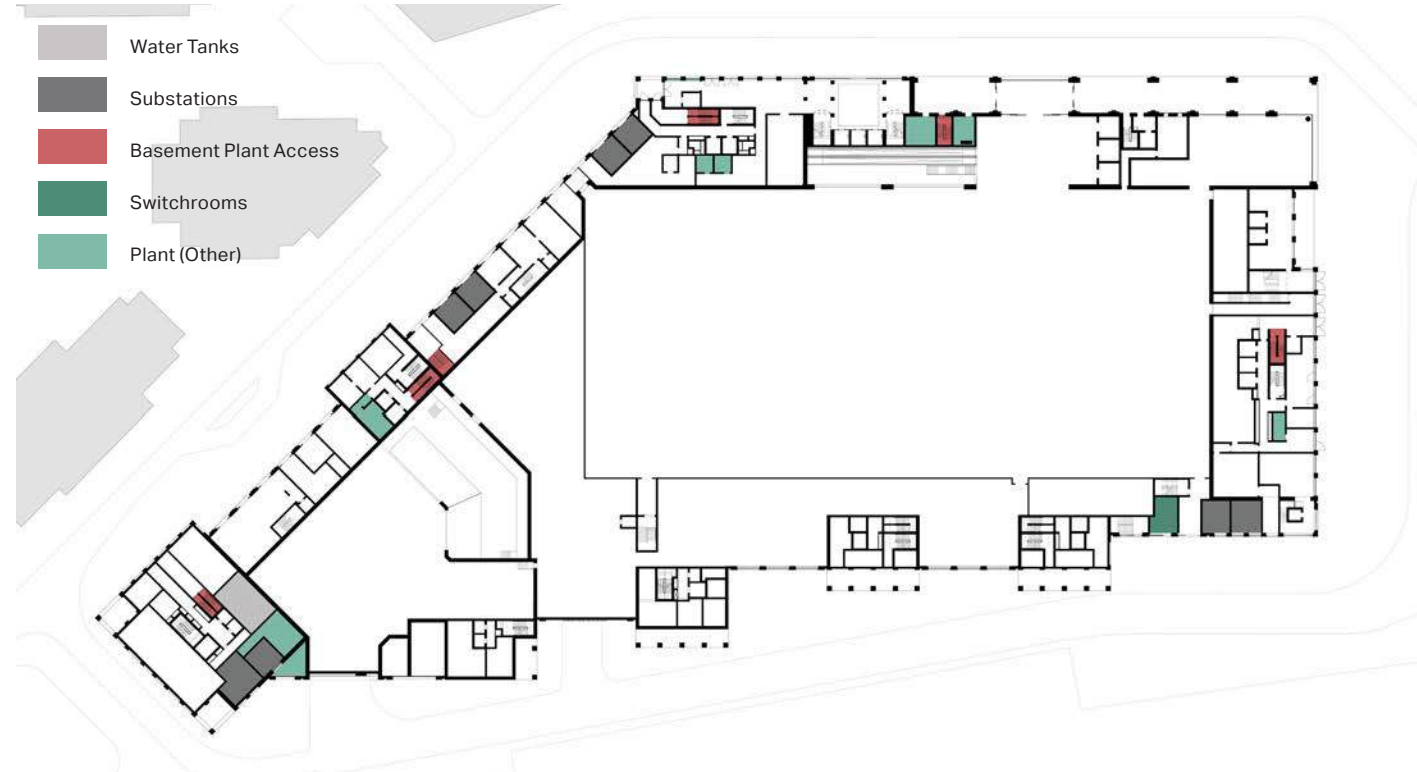 Water Tanks
Substations
Basement Plant Access
Switchrooms
Plant (Other)